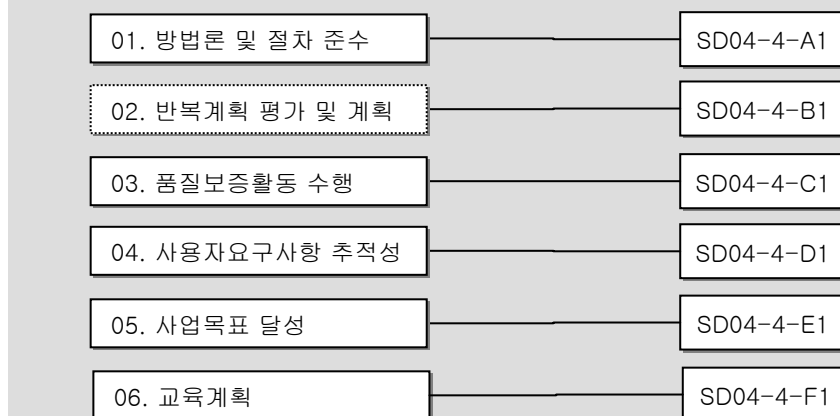 01. 방법론 및 절차 준수 SD04-4-A1
02. 반복계획 평가 및 계획 SD04-4-B1
03. 품질보증활동 수행 SD04-4-C1
04. 사용자요구사항 추적성 SD04-4-D1
05. 사업목표 달성 SD04-4-E1
06. 교육계획 SD04-4-F1